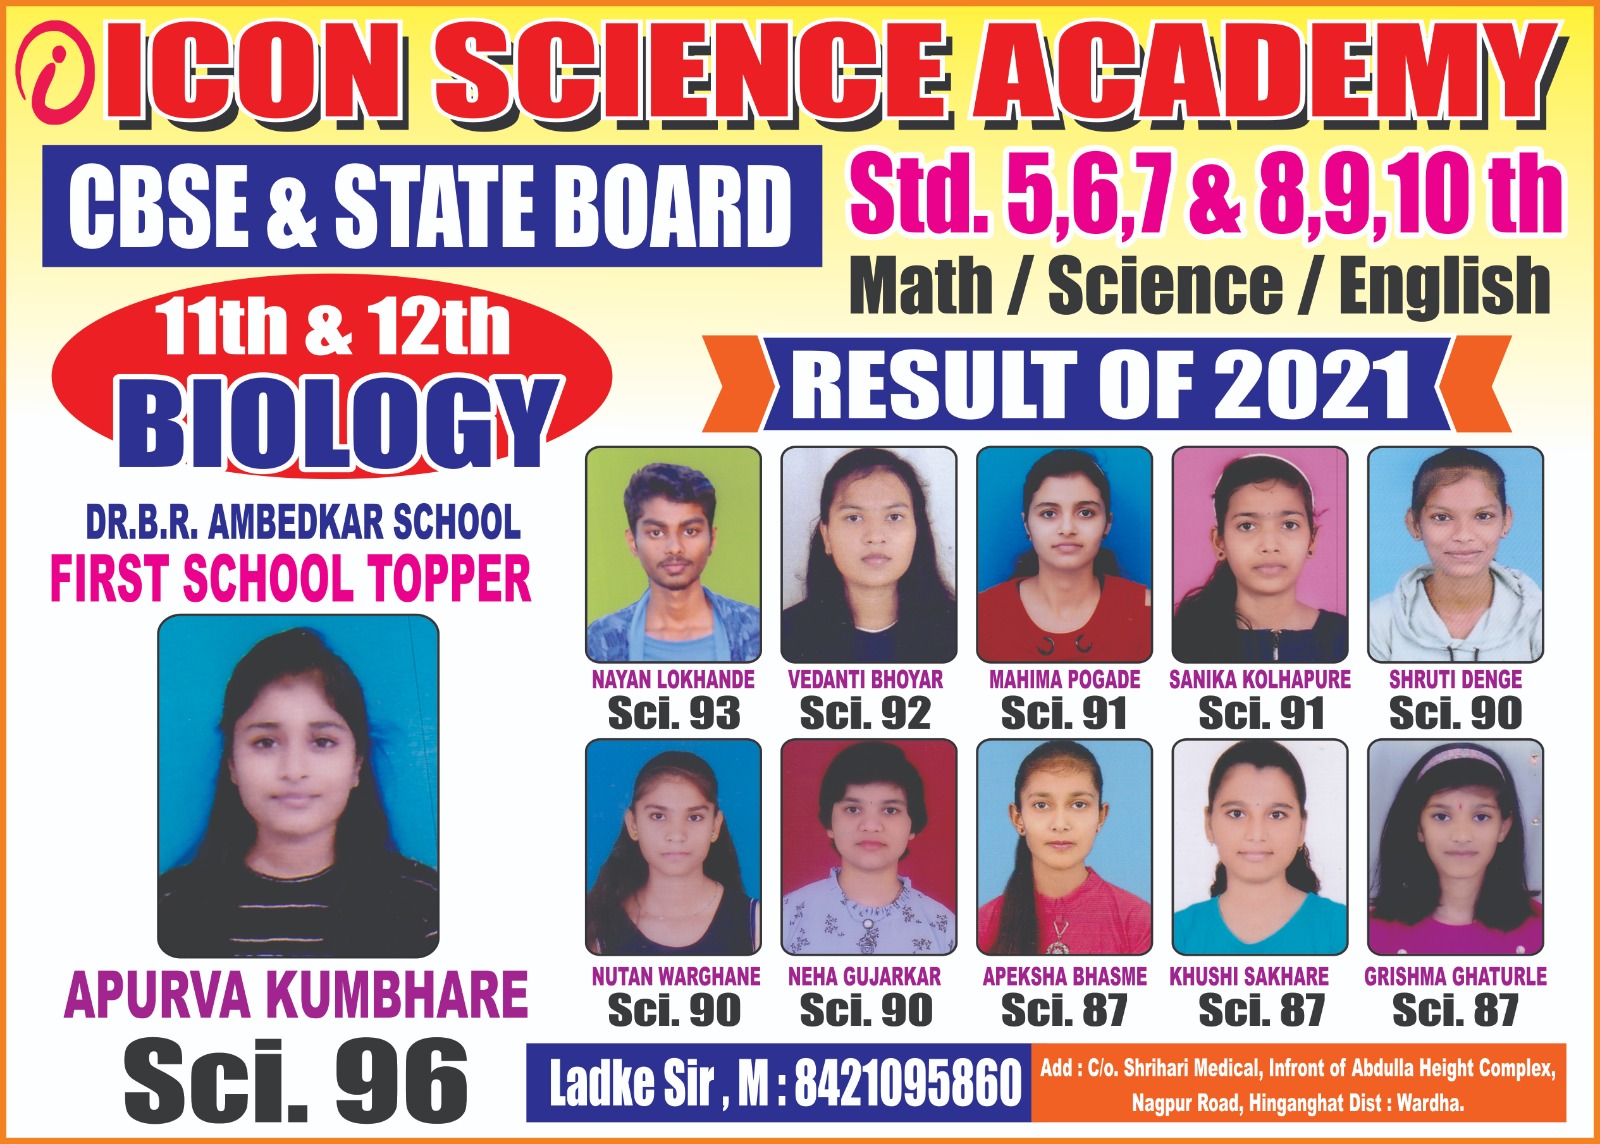 i ICON SCIENCE ACADEMY
CBSE & STATE BOARD
Std. 5,6,7 & 8,9,10 th
Math / Science / English
11th & 12th
BIOLOGY
RESULT OF 2021
DR.B.R. AMBEDKAR SCHOOL
FIRST SCHOOL TOPPER
APURVA KUMBHARE
Sci. 96
NAYAN LOKHANDE
Sci. 93
VEDANTI BHOYAR
Sci. 92
MAHIMA POGADE
Sci. 91
SANIKA KOLHAPURE
Sci. 91
SHRUTI DENGE
Sci. 90
NUTAN WARGHANE
Sci. 90
NEHA GUJARKAR
Sci. 90
APEKSHA BHASME
Sci. 87
KHUSHI SAKHARE
Sci. 87
GRISHMA GHATURLE
Sci. 87
Ladke Sir , M : 8421095860
Add : C/o. Shrihari Medical, Infront of Abdulla Height Complex,
Nagpur Road, Hinganghat Dist : Wardha.